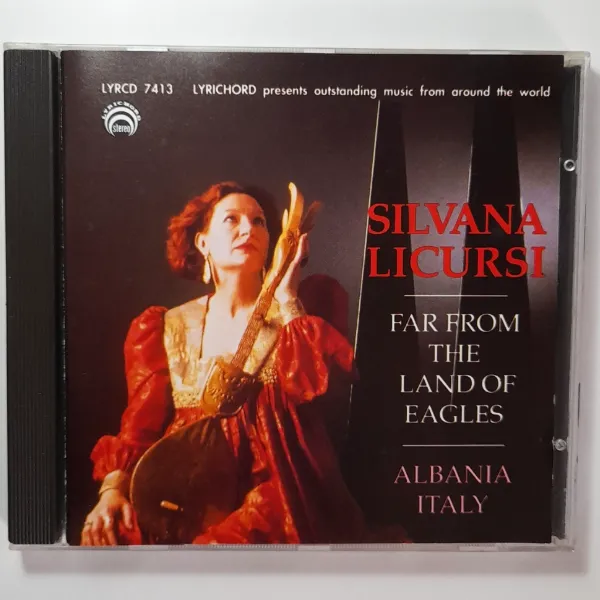 LYRCD 7413 LYRICHORD presents outstanding music from around the world
LYRICHORD
stereo
SILVANA
LICURSI
FAR FROM
THE
LAND OF
EAGLES
ALBANIA
ITALY